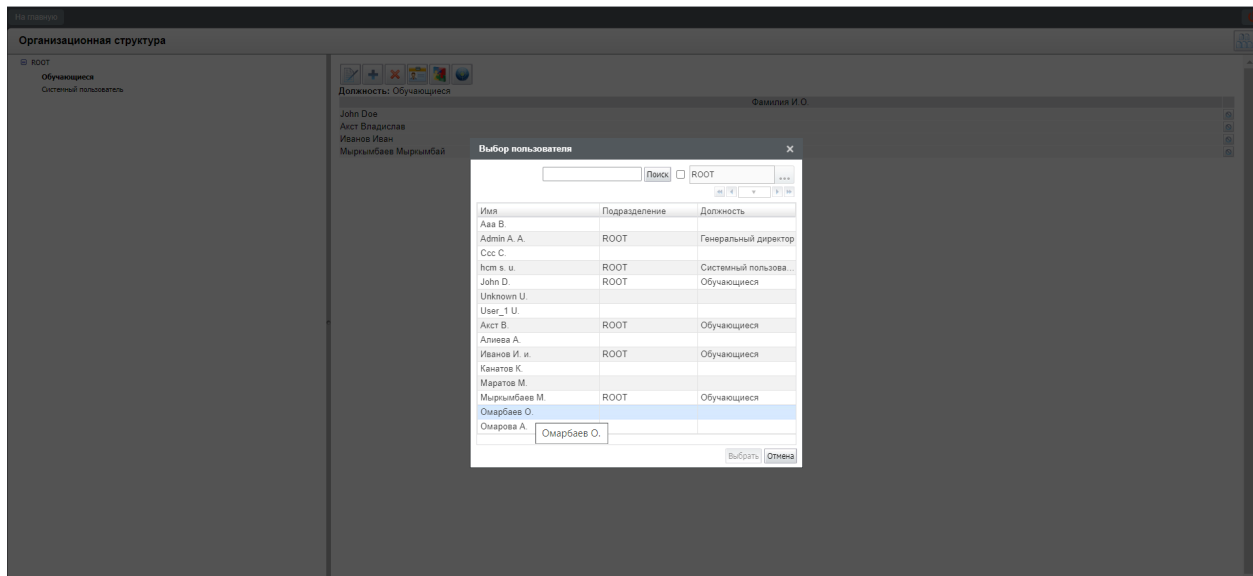 На главную
Организационная структура
ROOT
Обучающиеся
Системный пользователь
Должность: Обучающиеся
Фамилия И.О.
John Doe
Акст Владислав
Иванов Иван
Мыркымбаев Мыркымбай
Выбор пользователя
Поиск ROOT ...
Имя Подразделение Должность
Aaa B.
Admin A. A. ROOT Генеральный директор
Ccc C.
hcm s. u. ROOT Системный пользова...
John D. ROOT Обучающиеся
Unknown U.
User_1 U.
Акст В. ROOT Обучающиеся
Алиева А.
Иванов И. и. ROOT Обучающиеся
Канатов К.
Маратов М.
Мыркымбаев М. ROOT Обучающиеся
Омарбаев О.
Омарова А.
Омарбаев О.
Выбрать Отмена